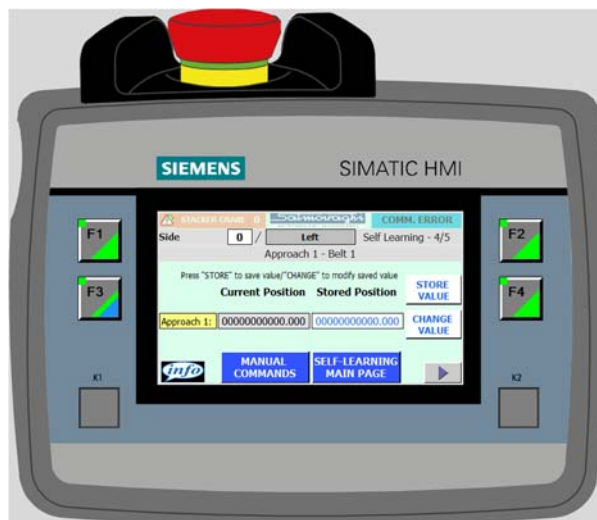 SIEMENS SIMATIC HMI
STACKER CRANE 0 Salmoiraghi COMM. ERROR
Side 0 / Left Self Learning - 4/5
Approach 1 - Belt 1
Press "STORE" to save value/"CHANGE" to modify saved value
Current Position Stored Position
STORE
VALUE
Approach 1: 00000000000.000 00000000000.000
CHANGE
VALUE
info
MANUAL
COMMANDS
SELF-LEARNING
MAIN PAGE
F1
F2
F3
F4
K1
K2